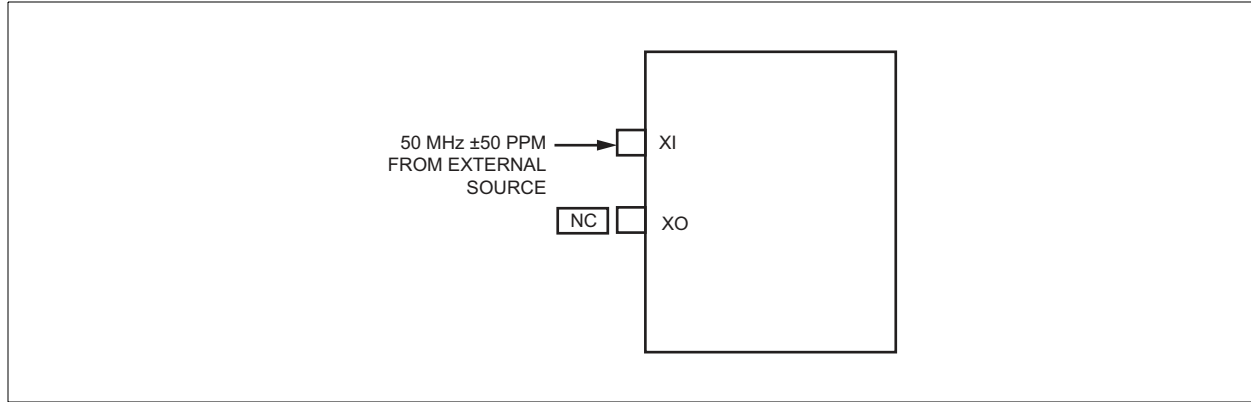 50 MHz ±50 PPM
FROM EXTERNAL
SOURCE
XI
NC
XO